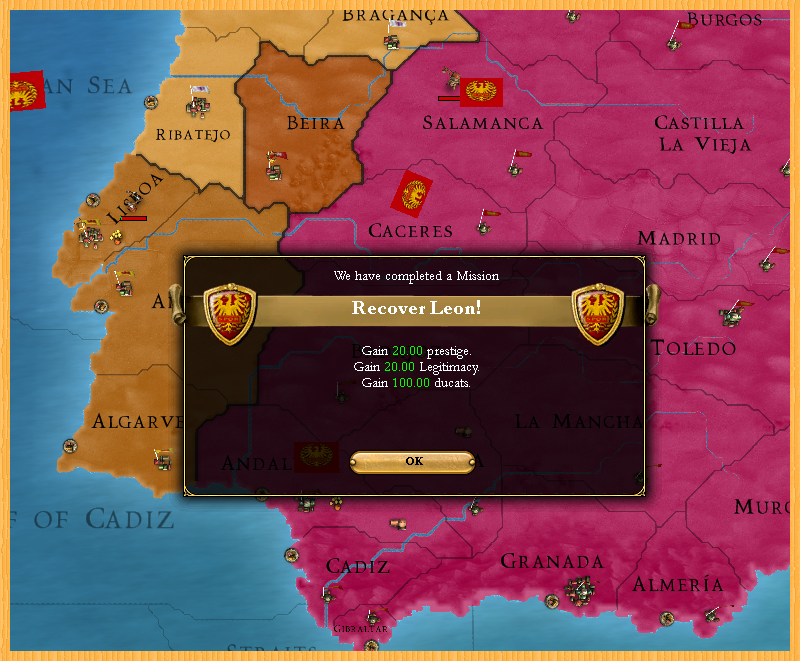 BRAGANÇA
BURGOS
AN SEA
RIBATEJO
BEIRA
SALAMANCA
CASTILLA
LA VIEJA
LISBOA
CACERES
MADRID
We have completed a Mission
Recover Leon!
TOLEDO
Gain 20.00 prestige.
Gain 20.00 Legitimacy.
Gain 100.00 ducats.
ALGARVE
LA MANCHA
ANDAL
OK
F OF CADIZ
MURC
CADIZ
GRANADA
ALMERÍA
GIBRALTAR
STRAITS